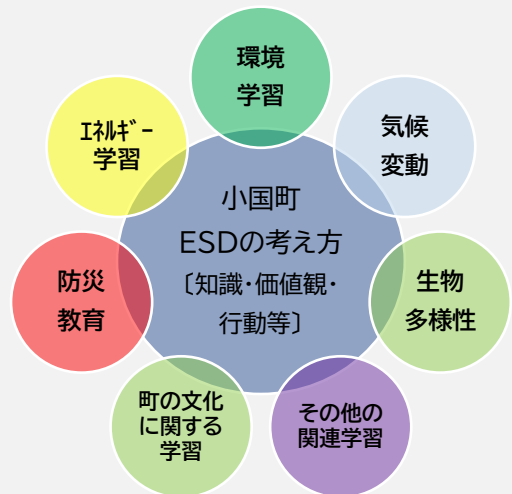 環境
学習
気候
変動
生物
多様性
その他の
関連学習
町の文化
に関する
学習
防災
教育
ｴﾈﾙｷﾞｰ
学習
小国町
ESDの考え方
〔知識・価値観・
行動等〕